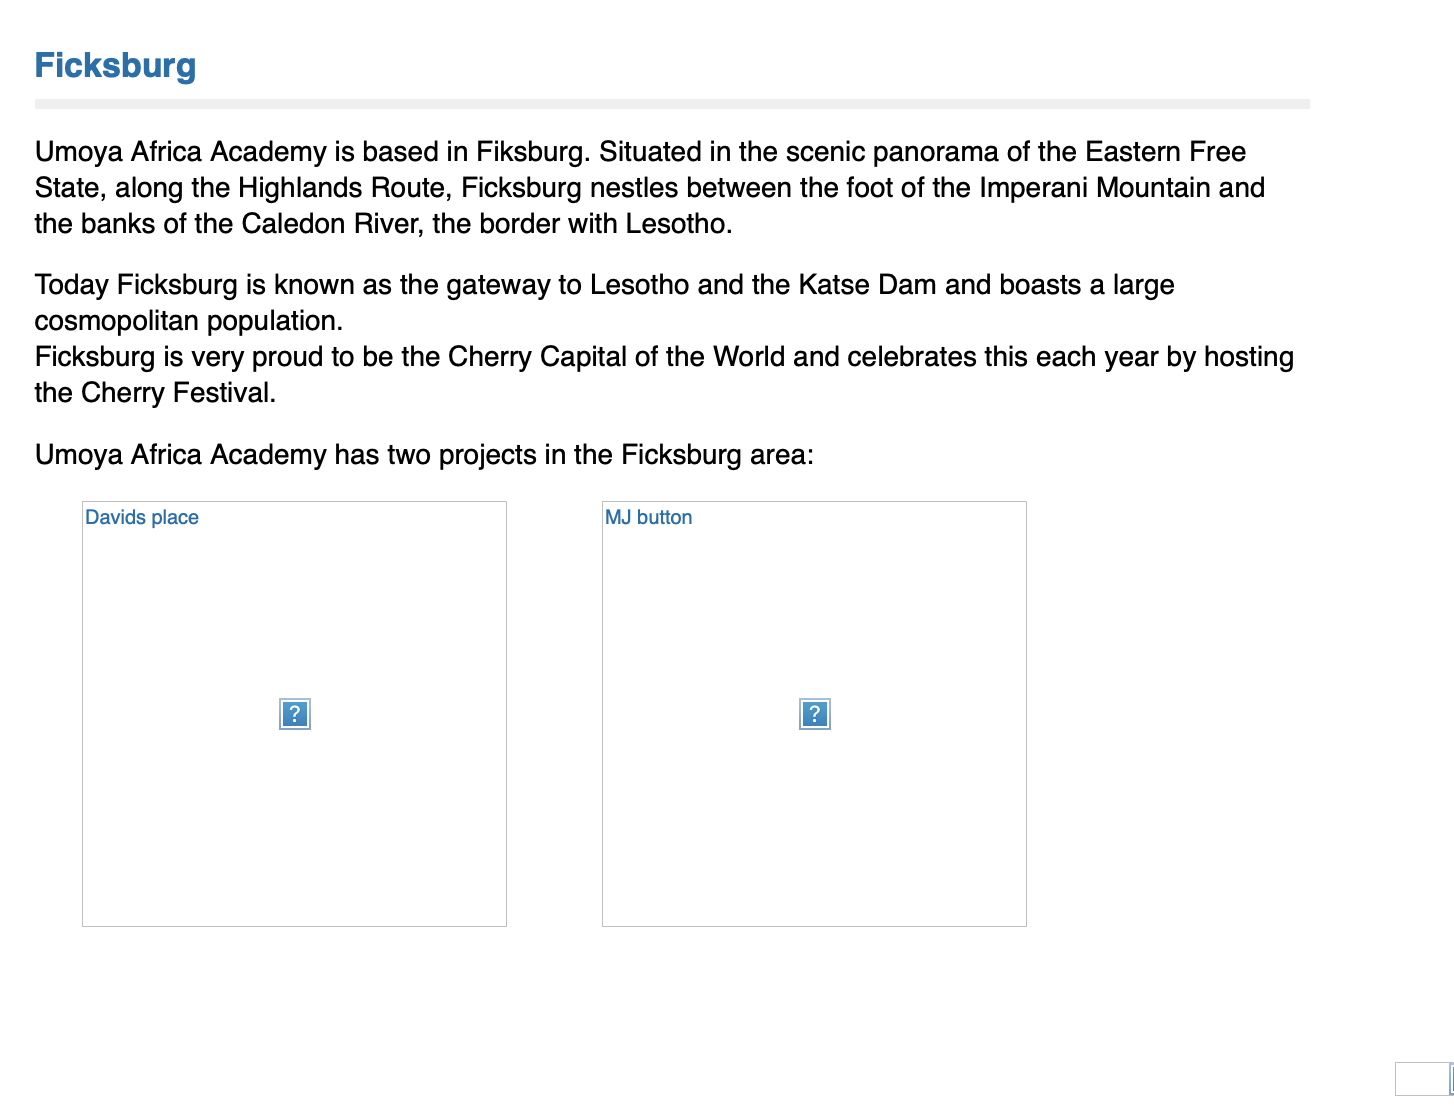 Ficksburg
Umoya Africa Academy is based in Fiksburg. Situated in the scenic panorama of the Eastern Free
State, along the Highlands Route, Ficksburg nestles between the foot of the Imperani Mountain and
the banks of the Caledon River, the border with Lesotho.
Today Ficksburg is known as the gateway to Lesotho and the Katse Dam and boasts a large
cosmopolitan population.
Ficksburg is very proud to be the Cherry Capital of the World and celebrates this each year by hosting
the Cherry Festival.
Umoya Africa Academy has two projects in the Ficksburg area:
Davids place
MJ button
?
?